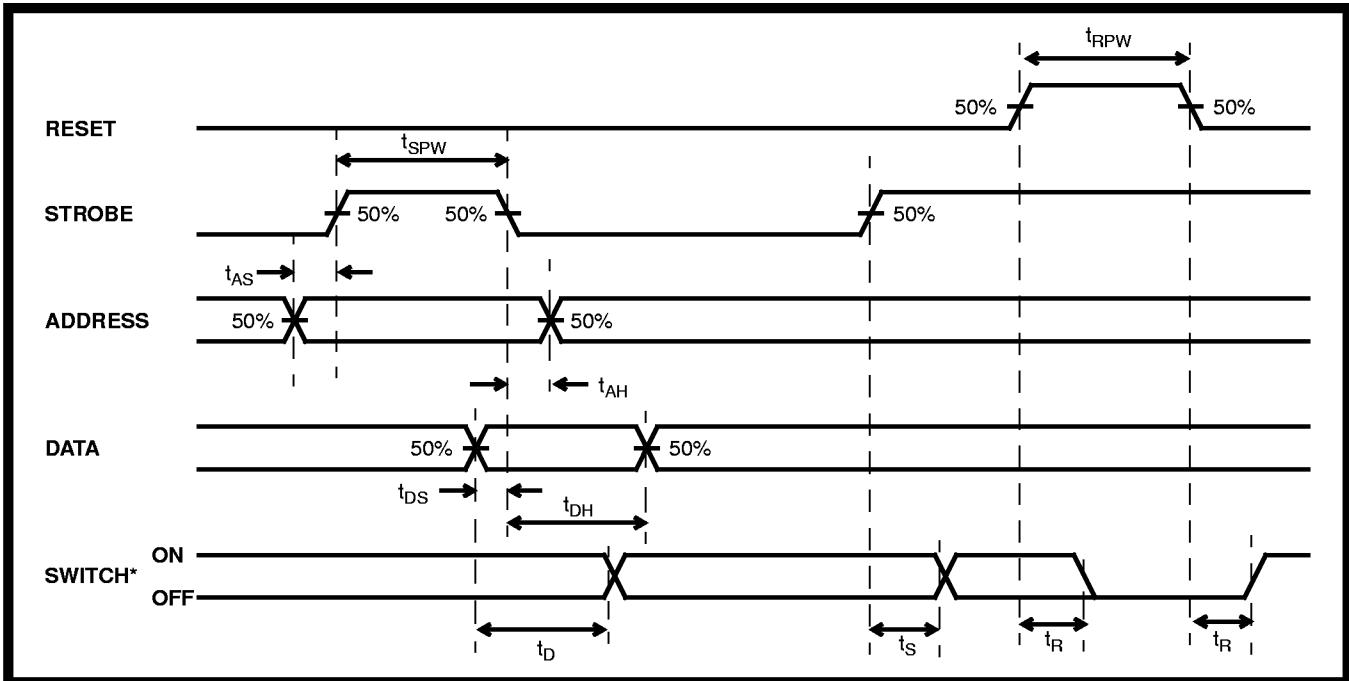 tRPW
50% 50%
RESET
tSPW
STROBE 50% 50% 50%
tAS
ADDRESS 50% 50%
tAH
DATA 50% 50%
tDS
tDH
ON
SWITCH*
OFF
tD tS tR tR